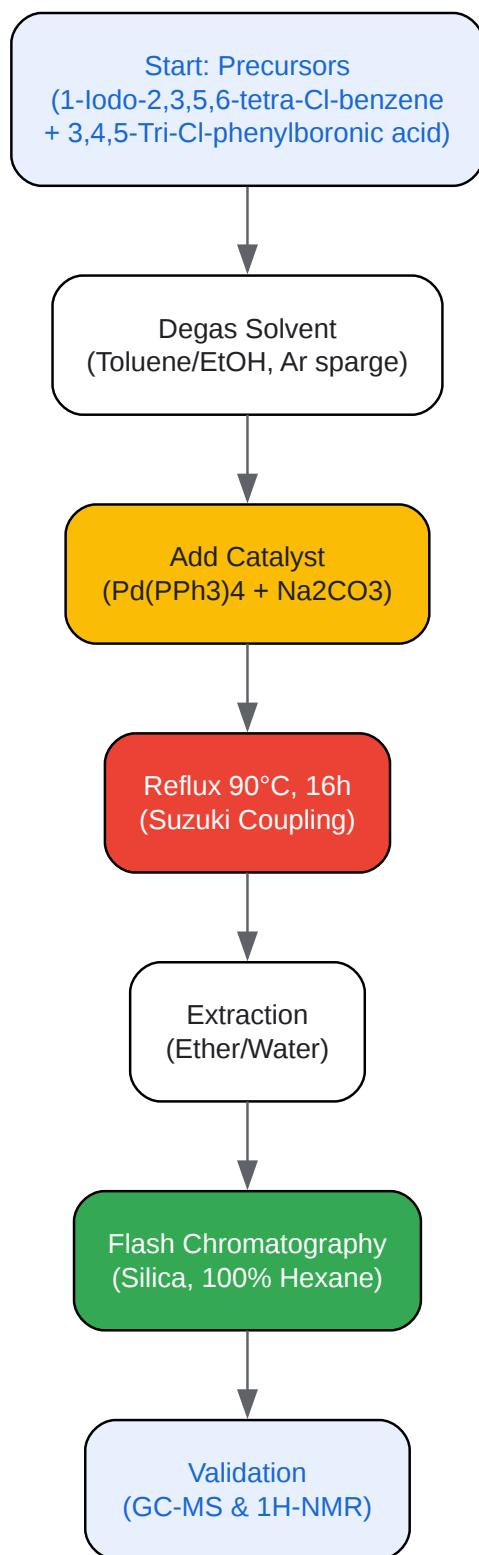 Start: Precursors
(1-Iodo-2,3,5,6-tetra-Cl-benzene
+ 3,4,5-Tri-Cl-phenylboronic acid)
Degas Solvent
(Toluene/EtOH, Ar sparge)
Add Catalyst
(Pd(PPh3)4 + Na2CO3)
Reflux 90°C, 16h
(Suzuki Coupling)
Extraction
(Ether/Water)
Flash Chromatography
(Silica, 100% Hexane)
Validation
(GC-MS & 1H-NMR)